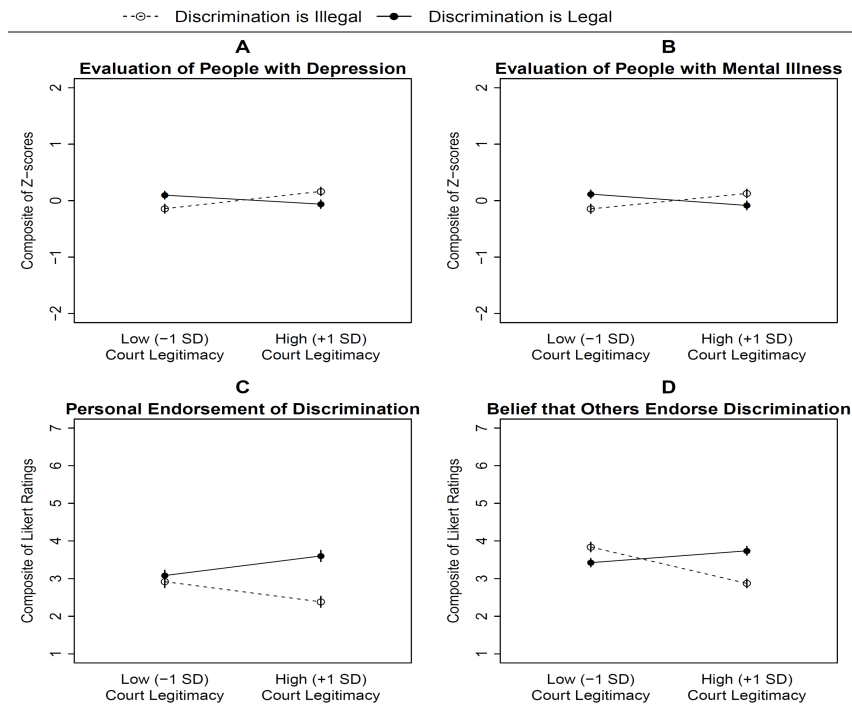 Discrimination is Illegal Discrimination is Legal
A
Evaluation of People with Depression
Composite of Z−scores
2
1
0
−1
−2
Low (−1 SD) High (+1 SD)
Court Legitimacy Court Legitimacy
B
Evaluation of People with Mental Illness
Composite of Z−scores
2
1
0
−1
−2
Low (−1 SD) High (+1 SD)
Court Legitimacy Court Legitimacy
C
Personal Endorsement of Discrimination
Composite of Likert Ratings
7
6
5
4
3
2
1
Low (−1 SD) High (+1 SD)
Court Legitimacy Court Legitimacy
D
Belief that Others Endorse Discrimination
Composite of Likert Ratings
7
6
5
4
3
2
1
Low (−1 SD) High (+1 SD)
Court Legitimacy Court Legitimacy